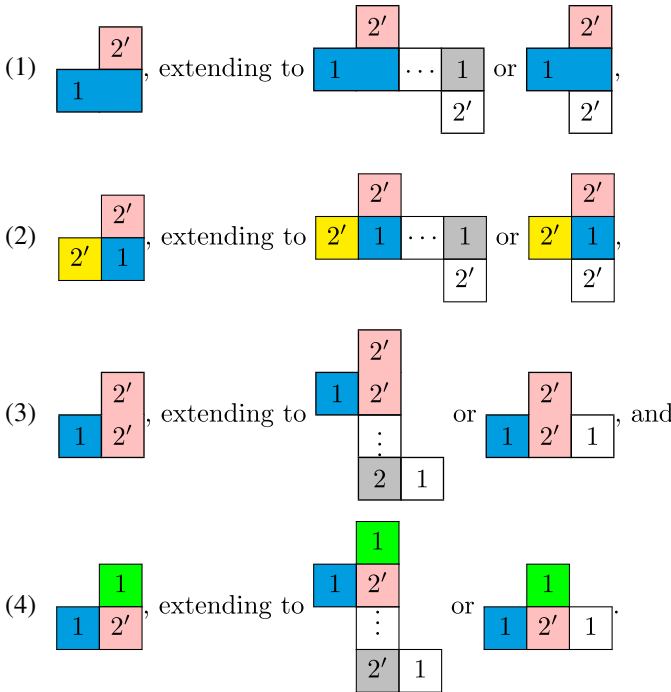 2′ 2′ 2′
(1) 1 , extending to 1 ⋯ 1 or 1 ,
2′ 2′
2′ 2′ 2′
(2) 2′ 1 , extending to 2′ 1 ⋯ 1 or 2′ 1 ,
2′ 2′
2′
2′ 1 2′ 2′
(3) , extending to or , and
1 2′ ⋮ 1 2′ 1
2 1
1
1 1 2′ 1
(4) , extending to or .
1 2′ ⋮ 1 2′ 1
2′ 1